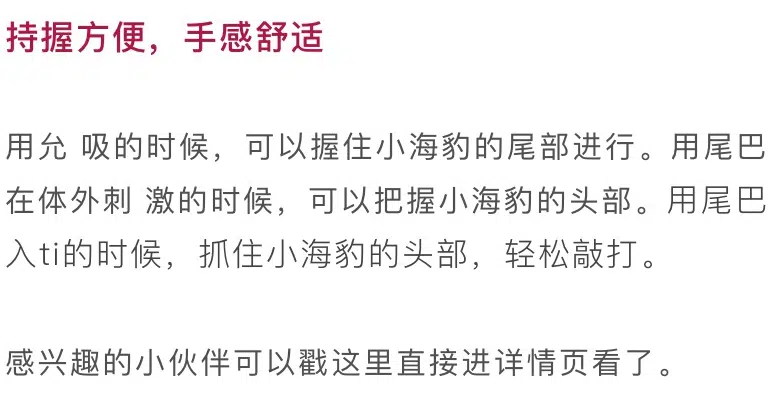 持握方便，手感舒适
用允 吸的时候，可以握住小海豹的尾部进行。用尾巴
在体外刺 激的时候，可以把握小海豹的头部。用尾巴
入ti的时候，抓住小海豹的头部，轻松敲打。
感兴趣的小伙伴可以戳这里直接进详情页看了。